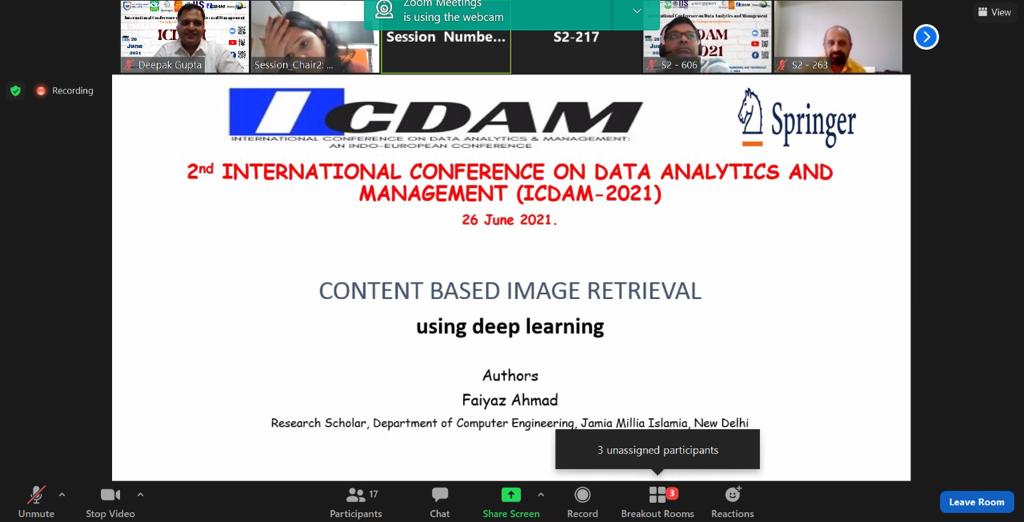 Zoom Meetings
is using the webcam
View
Deepak Gupta
Session_Chair2: ...
Session Numbe...
S2-217
S2 - 606
S2 - 263
Recording
ICDAM
INTERNATIONAL CONFERENCE ON DATA ANALYTICS & MANAGEMENT:
AN INDO-EUROPEAN CONFERENCE
Springer
2nd INTERNATIONAL CONFERENCE ON DATA ANALYTICS AND
MANAGEMENT (ICDAM-2021)
26 June 2021.
CONTENT BASED IMAGE RETRIEVAL
using deep learning
Authors
Faiyaz Ahmad
Research Scholar, Department of Computer Engineering, Jamia Millia Islamia, New Delhi
3 unassigned participants
Unmute
Stop Video
Participants
17
Chat
Share Screen
Record
Breakout Rooms
3
Reactions
Leave Room